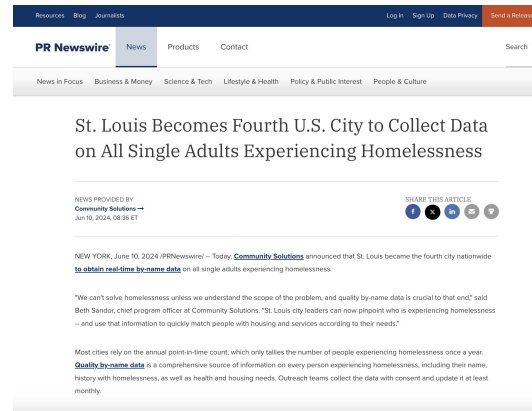 Resources Blog Journalists Log In Sign Up Data Privacy Send a Release
PR Newswire News Products Contact Search
News in Focus Business & Money Science & Tech Lifestyle & Health Policy & Public Interest People & Culture
St. Louis Becomes Fourth U.S. City to Collect Data
on All Single Adults Experiencing Homelessness
NEWS PROVIDED BY
Community Solutions →
Jun 10, 2024, 08:36 ET
SHARE THIS ARTICLE
NEW YORK, June 10, 2024 /PRNewswire/ -- Today, Community Solutions announced that St. Louis became the fourth city nationwide
to obtain real-time by-name data on all single adults experiencing homelessness.
"We can't solve homelessness unless we understand the scope of the problem, and quality by-name data is crucial to that end," said
Beth Sandor, chief program officer at Community Solutions. "St. Louis city leaders can now pinpoint who is experiencing homelessness
-- and use that information to quickly match people with housing and services according to their needs."
Most cities rely on the annual point-in-time count, which only tallies the number of people experiencing homelessness once a year.
Quality by-name data is a comprehensive source of information on every person experiencing homelessness, including their name,
history with homelessness, as well as health and housing needs. Outreach teams collect the data with consent and update it at least
monthly.